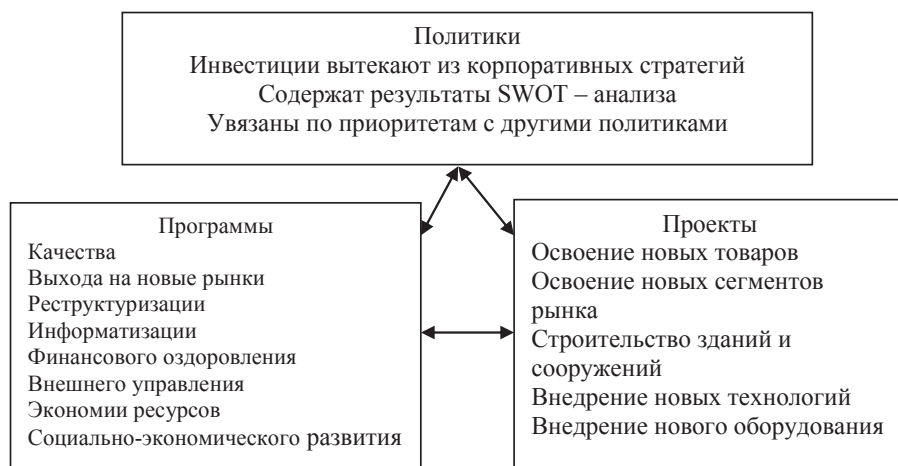 Политики
Инвестиции вытекают из корпоративных стратегий
Содержат результаты SWOT – анализа
Увязаны по приоритетам с другими политиками
Программы
Качества
Выхода на новые рынки
Реструктуризации
Информатизации
Финансового оздоровления
Внешнего управления
Экономии ресурсов
Социально-экономического развития
Проекты
Освоение новых товаров
Освоение новых сегментов
рынка
Строительство зданий и
сооружений
Внедрение новых технологий
Внедрение нового оборудования